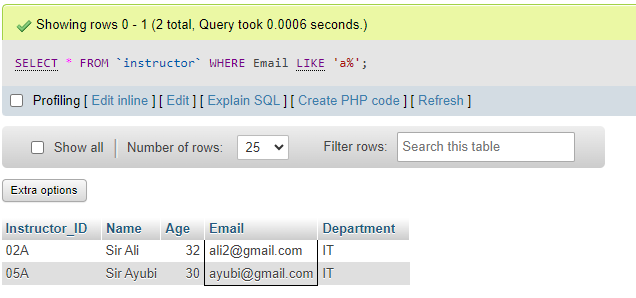 Showing rows 0 - 1 (2 total, Query took 0.0006 seconds.)
SELECT * FROM `instructor` WHERE Email LIKE 'a%';
Profiling [ Edit inline ] [ Edit ] [ Explain SQL ] [ Create PHP code ] [ Refresh ]
Show all Number of rows: 25 Filter rows: Search this table
Extra options
Instructor_ID Name Age Email Department
02A Sir Ali 32 ali2@gmail.com IT
05A Sir Ayubi 30 ayubi@gmail.com IT